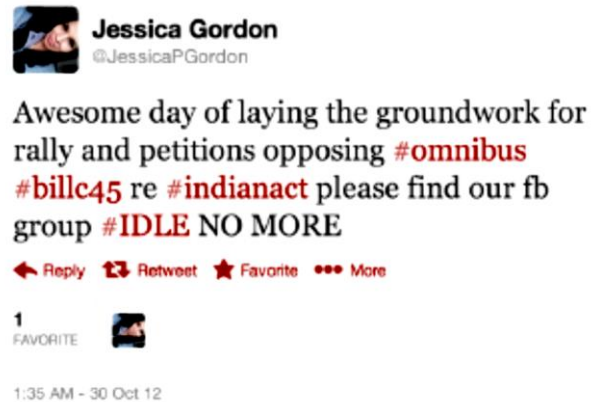 Jessica Gordon
@JessicaPGordon
Awesome day of laying the groundwork for
rally and petitions opposing #omnibus
#billc45 re #indianact please find our fb
group #IDLE NO MORE
Reply Retweet Favorite More
1
FAVORITE
1:35 AM - 30 Oct 12